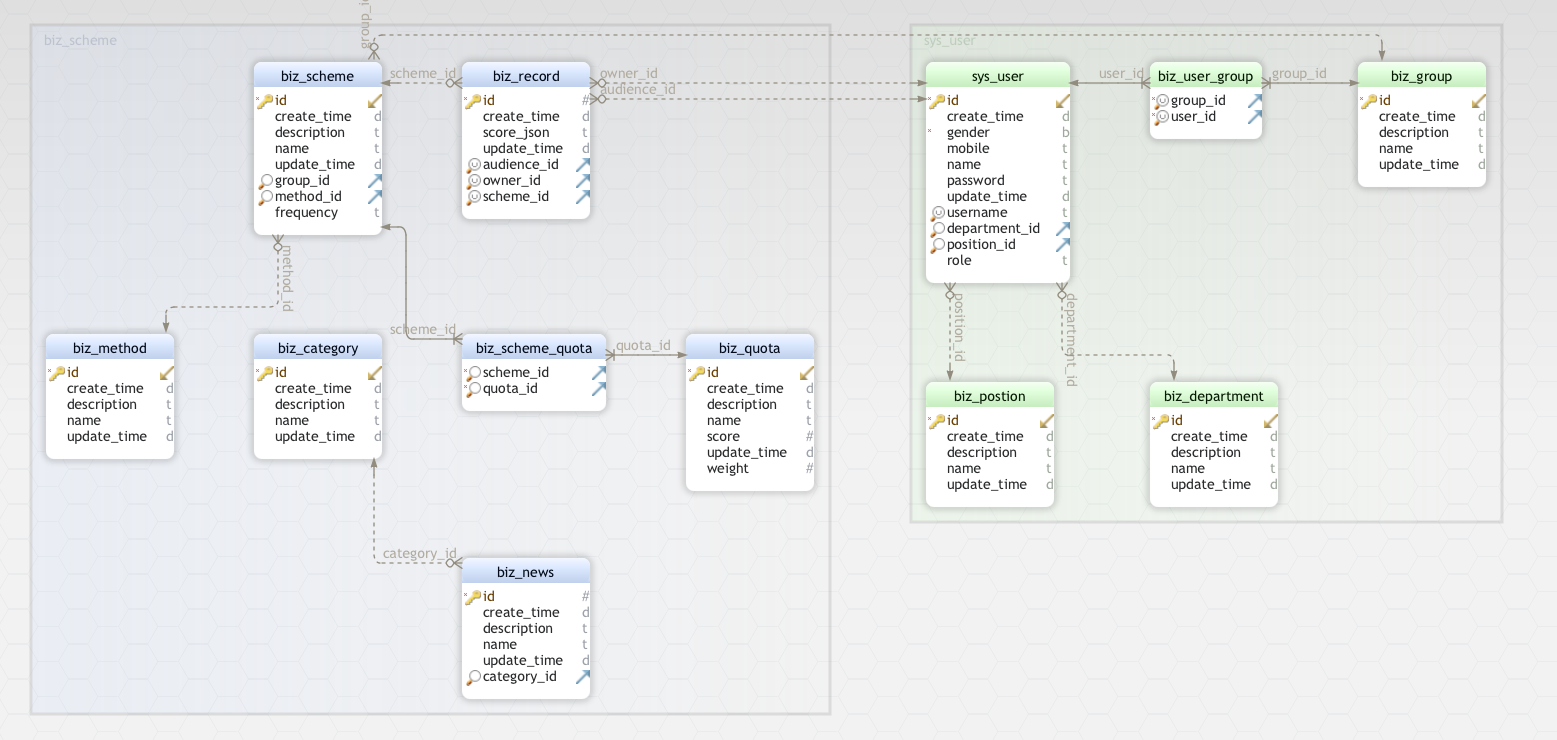 group_id
biz_scheme
sys_user
biz_scheme
id
create_time d
description t
name t
update_time d
group_id
method_id
frequency t
scheme_id
biz_record
id #
create_time d
score_json t
update_time d
audience_id
owner_id
scheme_id
owner_id
audience_id
sys_user
id
create_time d
gender b
mobile t
name t
password t
update_time d
username t
department_id
position_id
role t
user_id
biz_user_group
group_id
user_id
group_id
biz_group
id
create_time d
description t
name t
update_time d
method_id
scheme_id
quota_id
position_id
department_id
biz_method
id
create_time d
description t
name t
update_time d
biz_category
id
create_time d
description t
name t
update_time d
biz_scheme_quota
scheme_id
quota_id
biz_quota
id
create_time d
description t
name t
score #
update_time d
weight #
biz_postion
id
create_time d
description t
name t
update_time d
biz_department
id
create_time d
description t
name t
update_time d
category_id
biz_news
id #
create_time d
description t
name t
update_time d
category_id